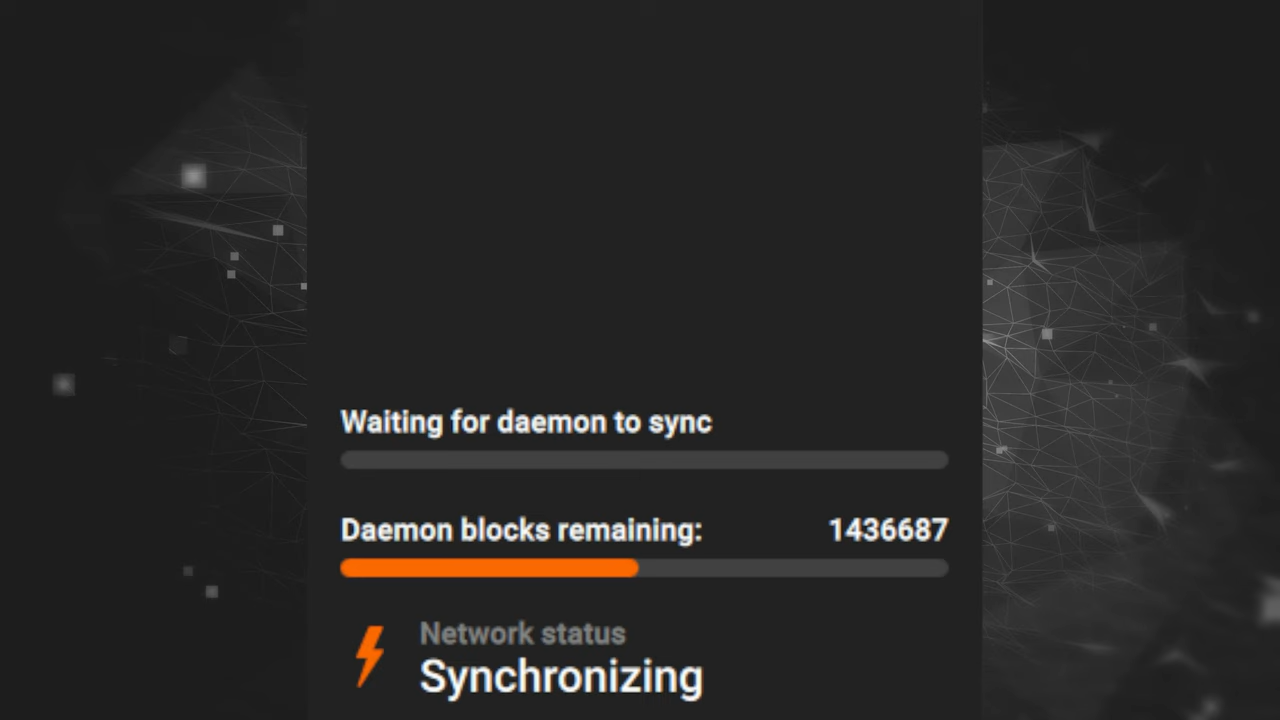 Waiting for daemon to sync
Daemon blocks remaining: 1436687
Network status
Synchronizing